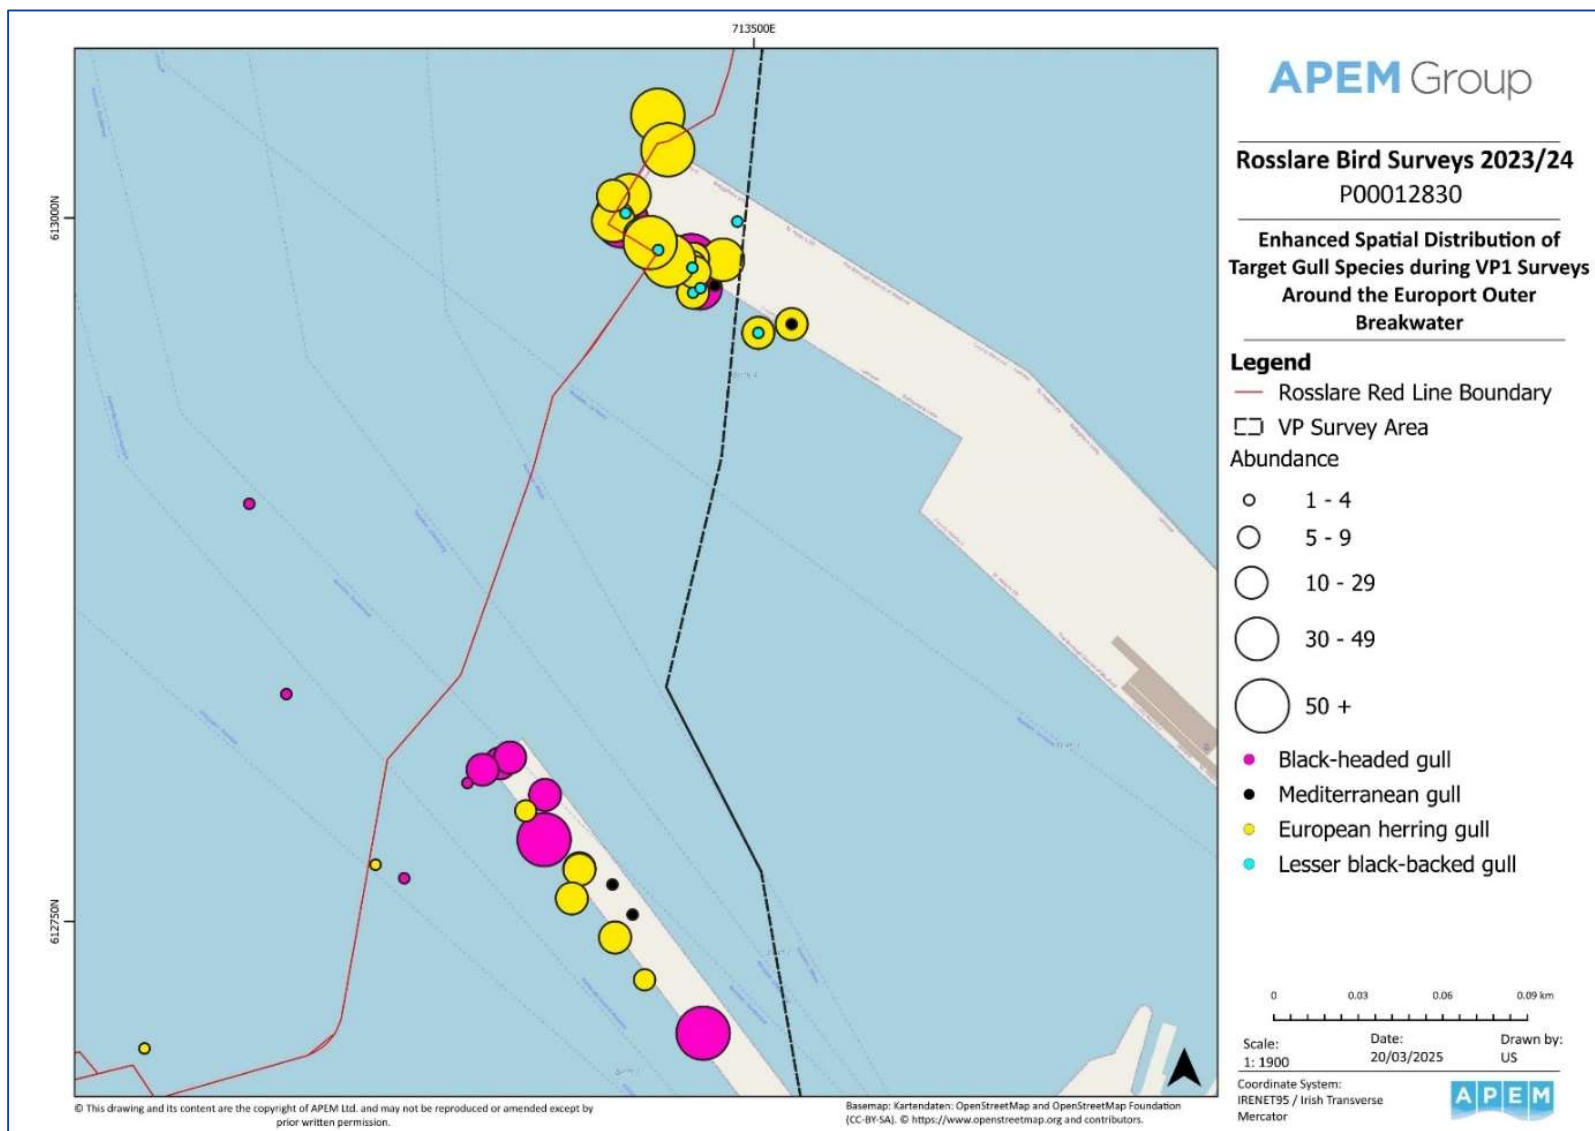 713500E
6130000N
612750N
APEM Group
Rosslare Bird Surveys 2023/24
P00012830
Enhanced Spatial Distribution of
Target Gull Species during VP1 Surveys
Around the Europort Outer
Breakwater
Legend
Rosslare Red Line Boundary
VP Survey Area
Abundance
1 - 4
5 - 9
10 - 29
30 - 49
50 +
Black-headed gull
Mediterranean gull
European herring gull
Lesser black-backed gull
0 0.03 0.06 0.09 km
Scale:
1: 1900
Date:
20/03/2025
Drawn by:
US
Coordinate System:
IRENET95 / Irish Transverse
Mercator
APEM
© This drawing and its content are the copyright of APEM Ltd. and may not be reproduced or amended except by
prior written permission.
Basemap: Kartendaten: OpenStreetMap and OpenStreetMap Foundation
(CC-BY-SA). © https://www.openstreetmap.org and contributors.